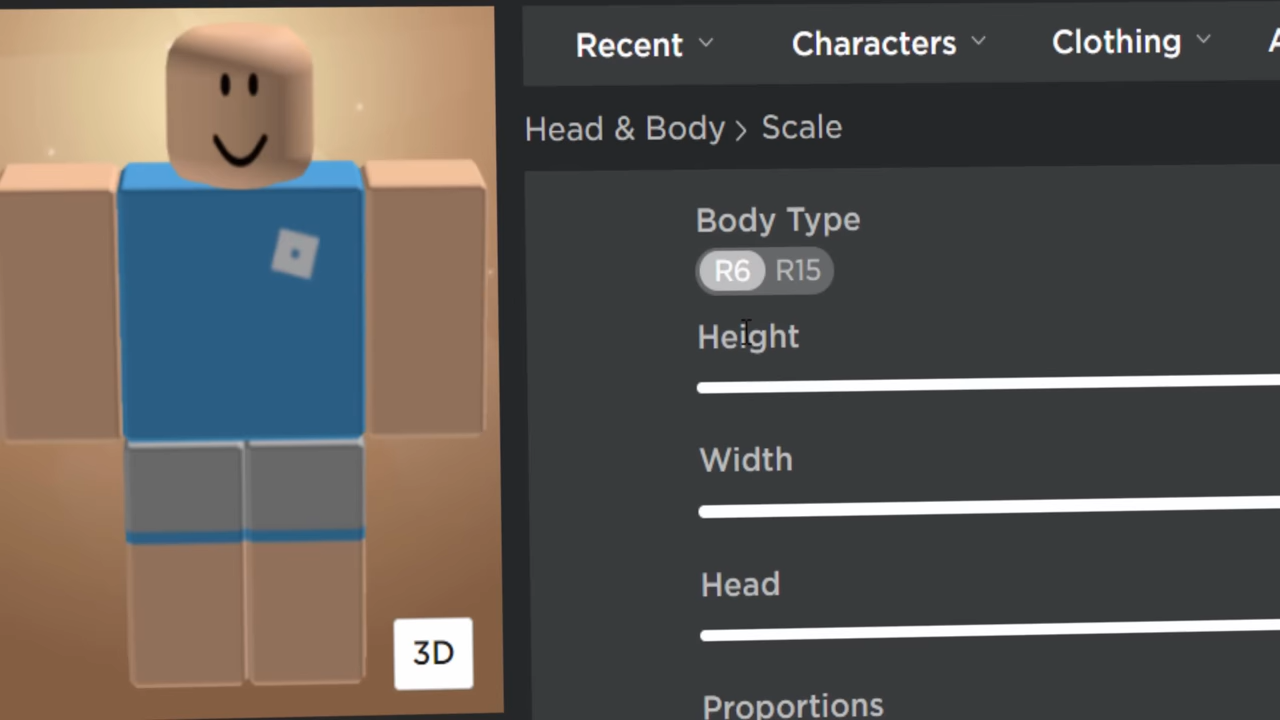 Recent
Characters
Clothing
Head & Body > Scale
Body Type
R6 R15
Height
Width
Head
Proportions
3D